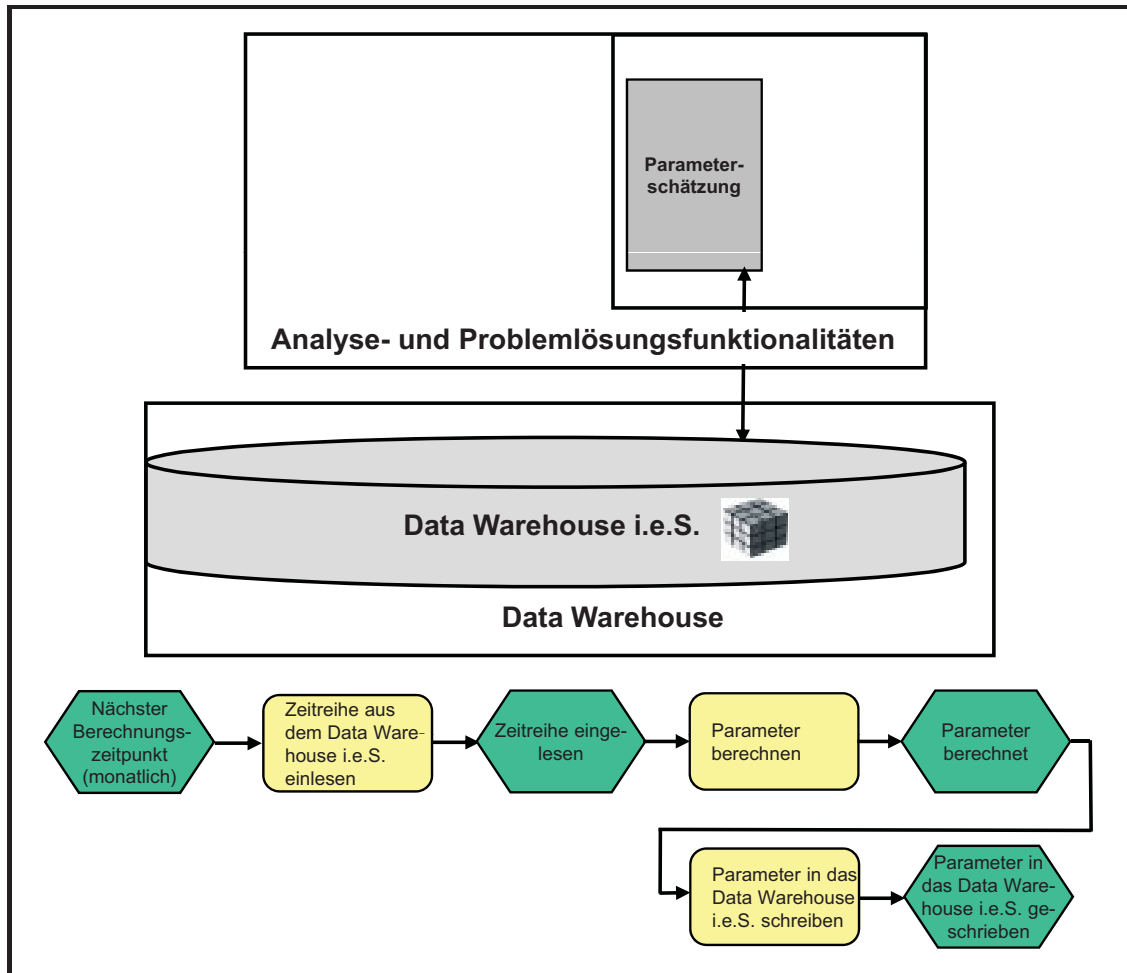 Parameter-
schätzung
Analyse- und Problemlösungsfunktionalitäten
Data Warehouse i.e.S.
Data Warehouse
Nächster
Berechnungs-
zeitpunkt
(monatlich)
Zeitreihe aus
dem Data Ware-
house i.e.S.
einlesen
Zeitreihe einge-
lesen
Parameter
berechnen
Parameter
berechnet
Parameter in das
Data Warehouse
i.e.S. schreiben
Parameter in
das Data Ware-
house i.e.S. ge-
schrieben